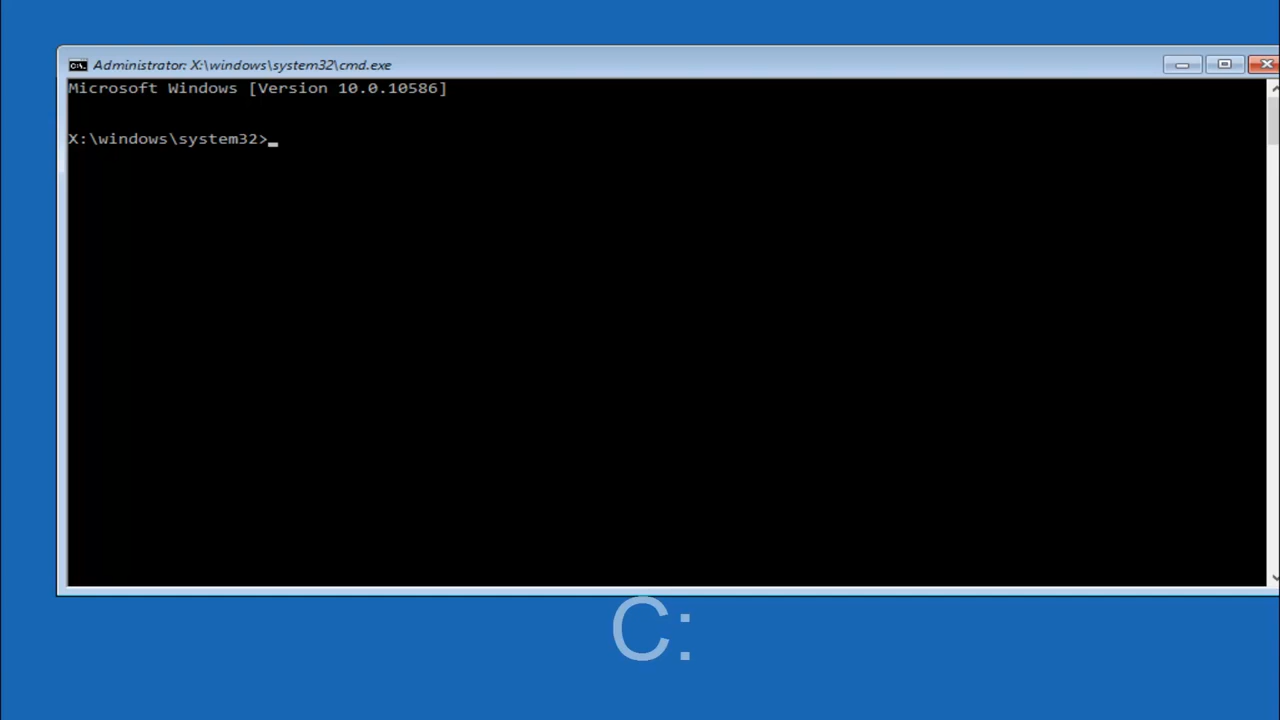 Administrator: X:\windows\system32\cmd.exe
Microsoft Windows [Version 10.0.10586]
X:\windows\system32>_
C: